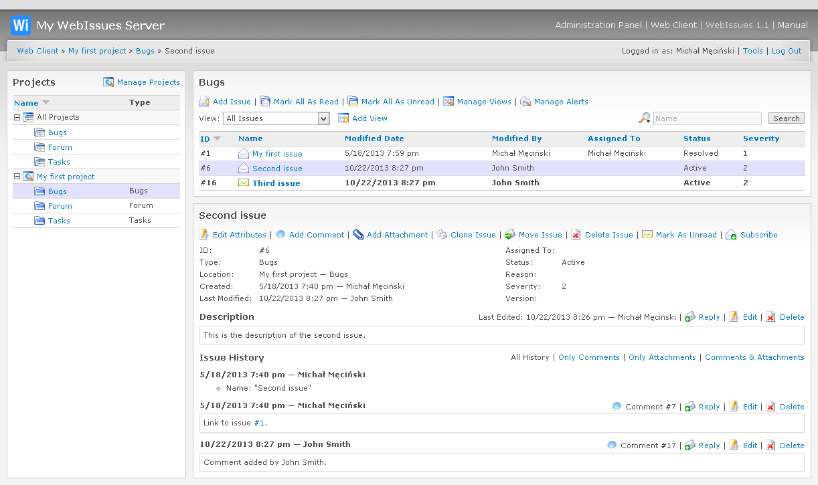 Wi My WebIssues Server
Administration Panel | Web Client | WebIssues 1.1 | Manual
Web Client » My first project » Bugs » Second issue
Logged in as: Michał Męciński | Tools | Log Out
Projects
Manage Projects
Name Type
All Projects
Bugs
Forum
Tasks
My first project
Bugs Bugs
Forum Forum
Tasks Tasks
Bugs
Add Issue | Mark All As Read | Mark All As Unread | Manage Views | Manage Alerts
View: All Issues Add View Name Search
ID Name Modified Date Modified By Assigned To Status Severity
#1 My first issue 5/18/2013 7:59 pm Michał Męciński Michał Męciński Resolved 1
#6 Second issue 10/22/2013 8:27 pm John Smith Active 2
#16 Third issue 10/22/2013 8:27 pm John Smith Active 2
Second issue
Edit Attributes | Add Comment | Add Attachment | Clone Issue | Move Issue | Delete Issue | Mark As Unread | Subscribe
ID: #6 Assigned To:
Type: Bugs Status: Active
Location: My first project — Bugs Reason:
Created: 5/18/2013 7:40 pm — Michał Męciński Severity: 2
Last Modified: 10/22/2013 8:27 pm — John Smith Version:
Description Last Edited: 10/22/2013 8:26 pm — Michał Męciński | Reply | Edit | Delete
This is the description of the second issue.
Issue History All History | Only Comments | Only Attachments | Comments & Attachments
5/18/2013 7:40 pm — Michał Męciński
Name: "Second issue"
5/18/2013 7:40 pm — Michał Męciński Comment #7 | Reply | Edit | Delete
Link to issue #1.
10/22/2013 8:27 pm — John Smith Comment #17 | Reply | Edit | Delete
Comment added by John Smith.